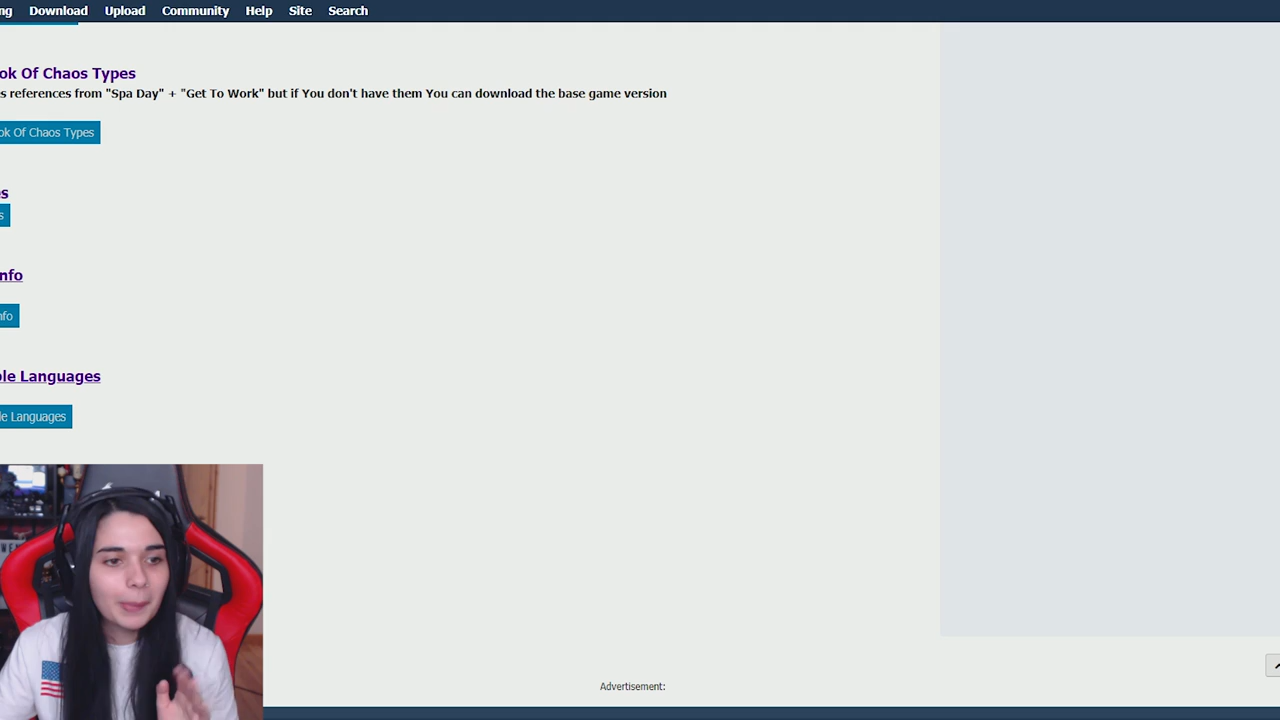 ng Download Upload Community Help Site Search
ok Of Chaos Types
s references from "Spa Day" + "Get To Work" but if You don't have them You can download the base game version
ok Of Chaos Types
s
s
nfo
nfo
ole Languages
le Languages
Advertisement: